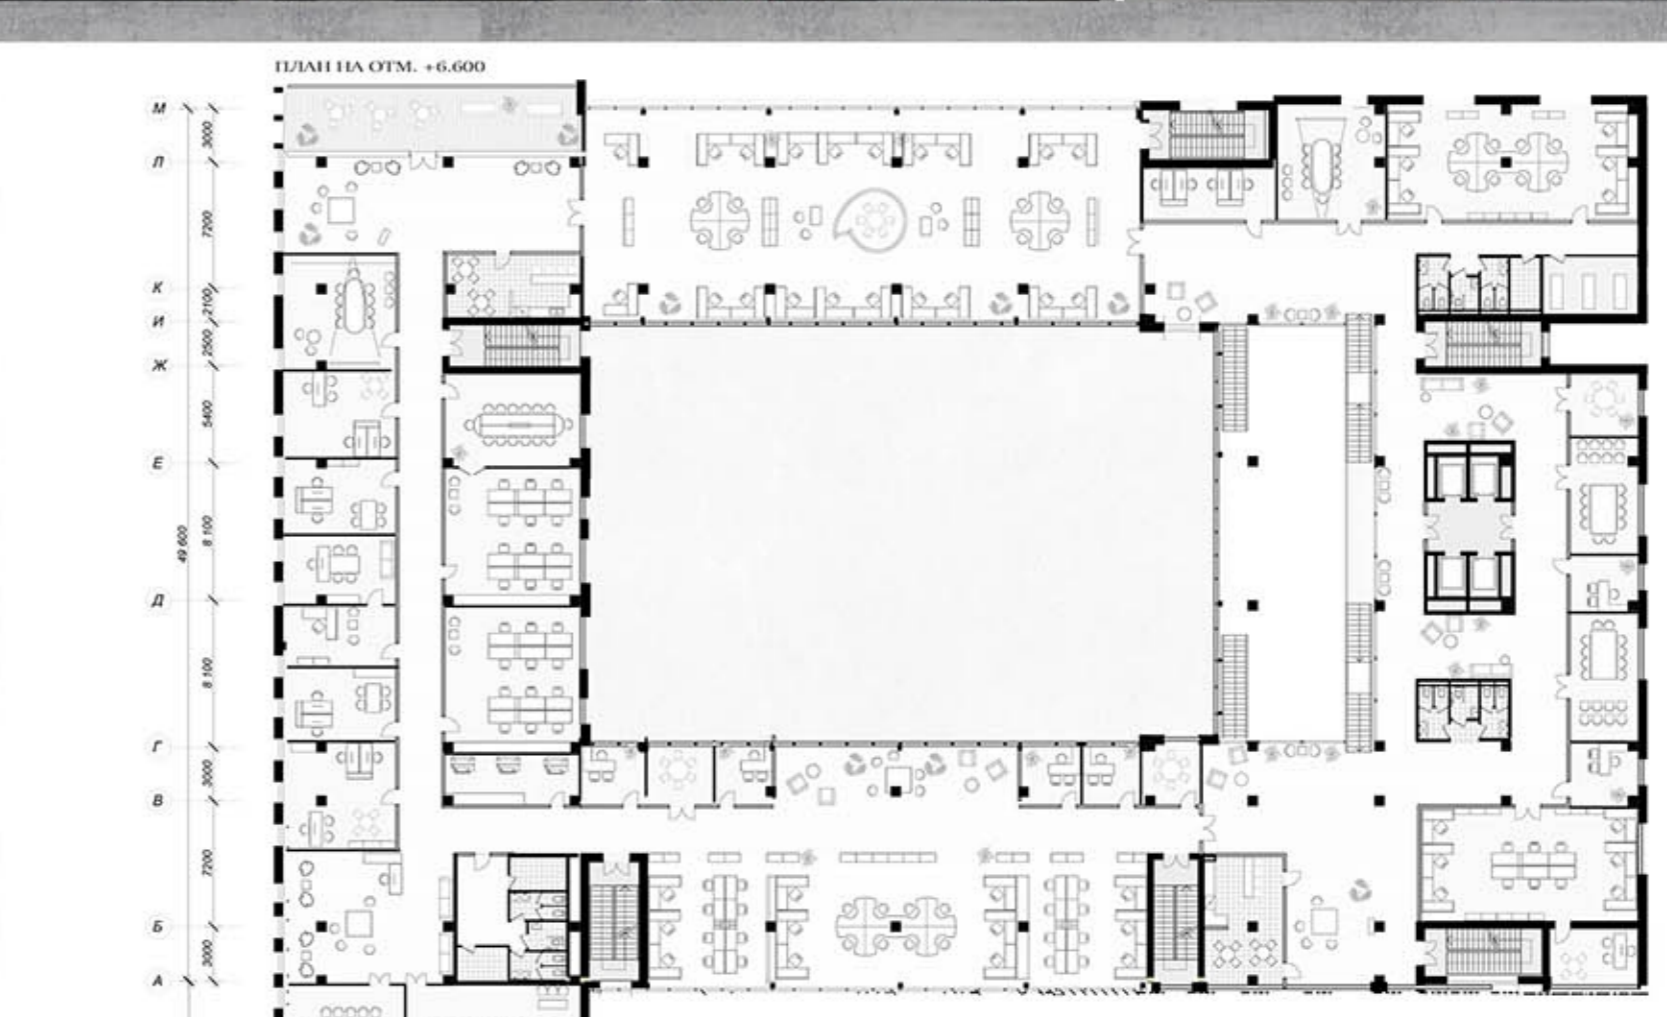 ПЛАН НА ОТМ. +6.600
М
3000
Л
7200
К
2100
И
2500
Ж
5400
Е
8 100
49 600
Д
8 100
Г
3000
В
7200
Б
3000
А